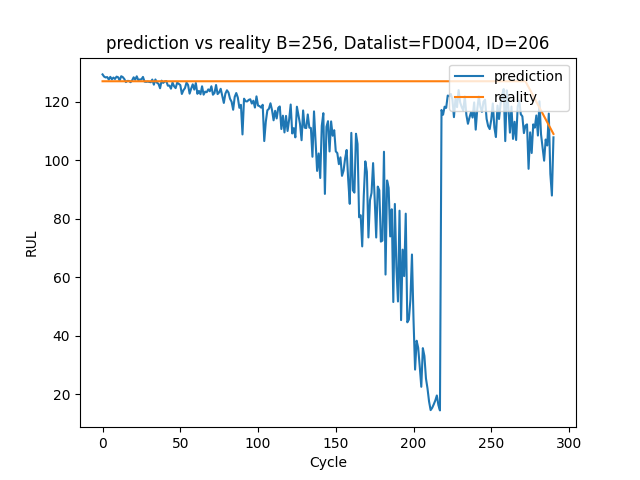 prediction vs reality B=256, Datalist=FD004, ID=206
prediction
reality
RUL
120
100
80
60
40
20
0 50 100 150 200 250 300
Cycle